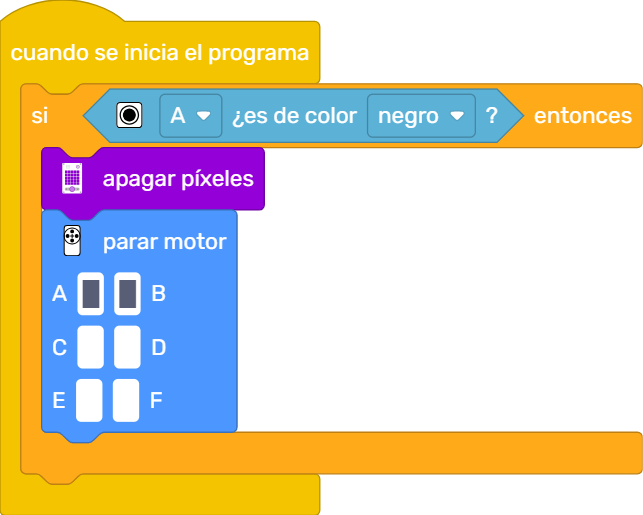 cuando se inicia el programa
si A ¿es de color negro ? entonces
apagar píxeles
parar motor
A B
C D
E F